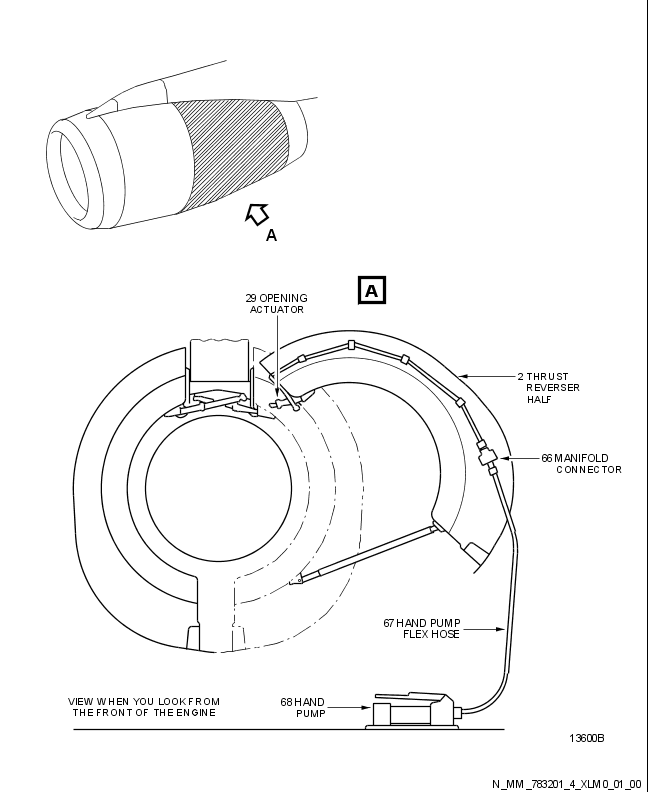 A
A
29 OPENING
ACTUATOR
2 THRUST
REVERSER
HALF
66 MANIFOLD
CONNECTOR
67 HAND PUMP
FLEX HOSE
68 HAND
PUMP
VIEW WHEN YOU LOOK FROM
THE FRONT OF THE ENGINE
13600B
N_MM_783201_4_XLM0_01_00